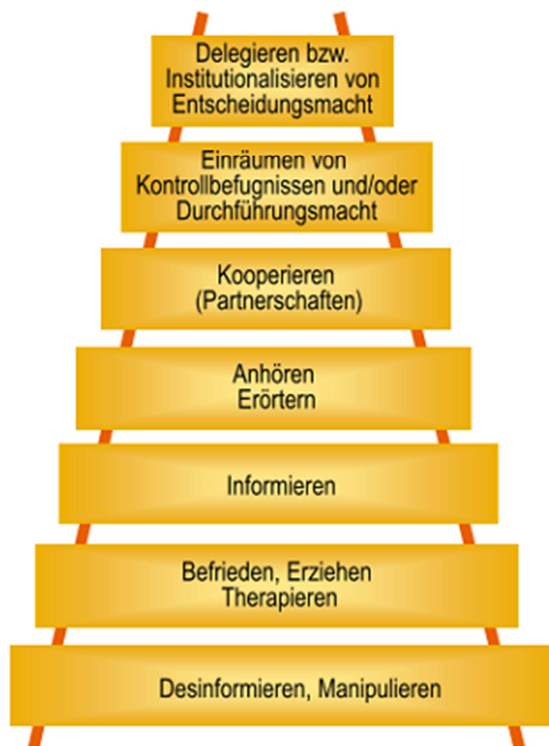 Delegieren bzw.
Institutionalisieren von
Entscheidungsmacht
Einräumen von
Kontrollbefugnissen und/oder
Durchführungsmacht
Kooperieren
(Partnerschaften)
Anhören
Erörtern
Informieren
Befrieden, Erziehen
Therapieren
Desinformieren, Manipulieren